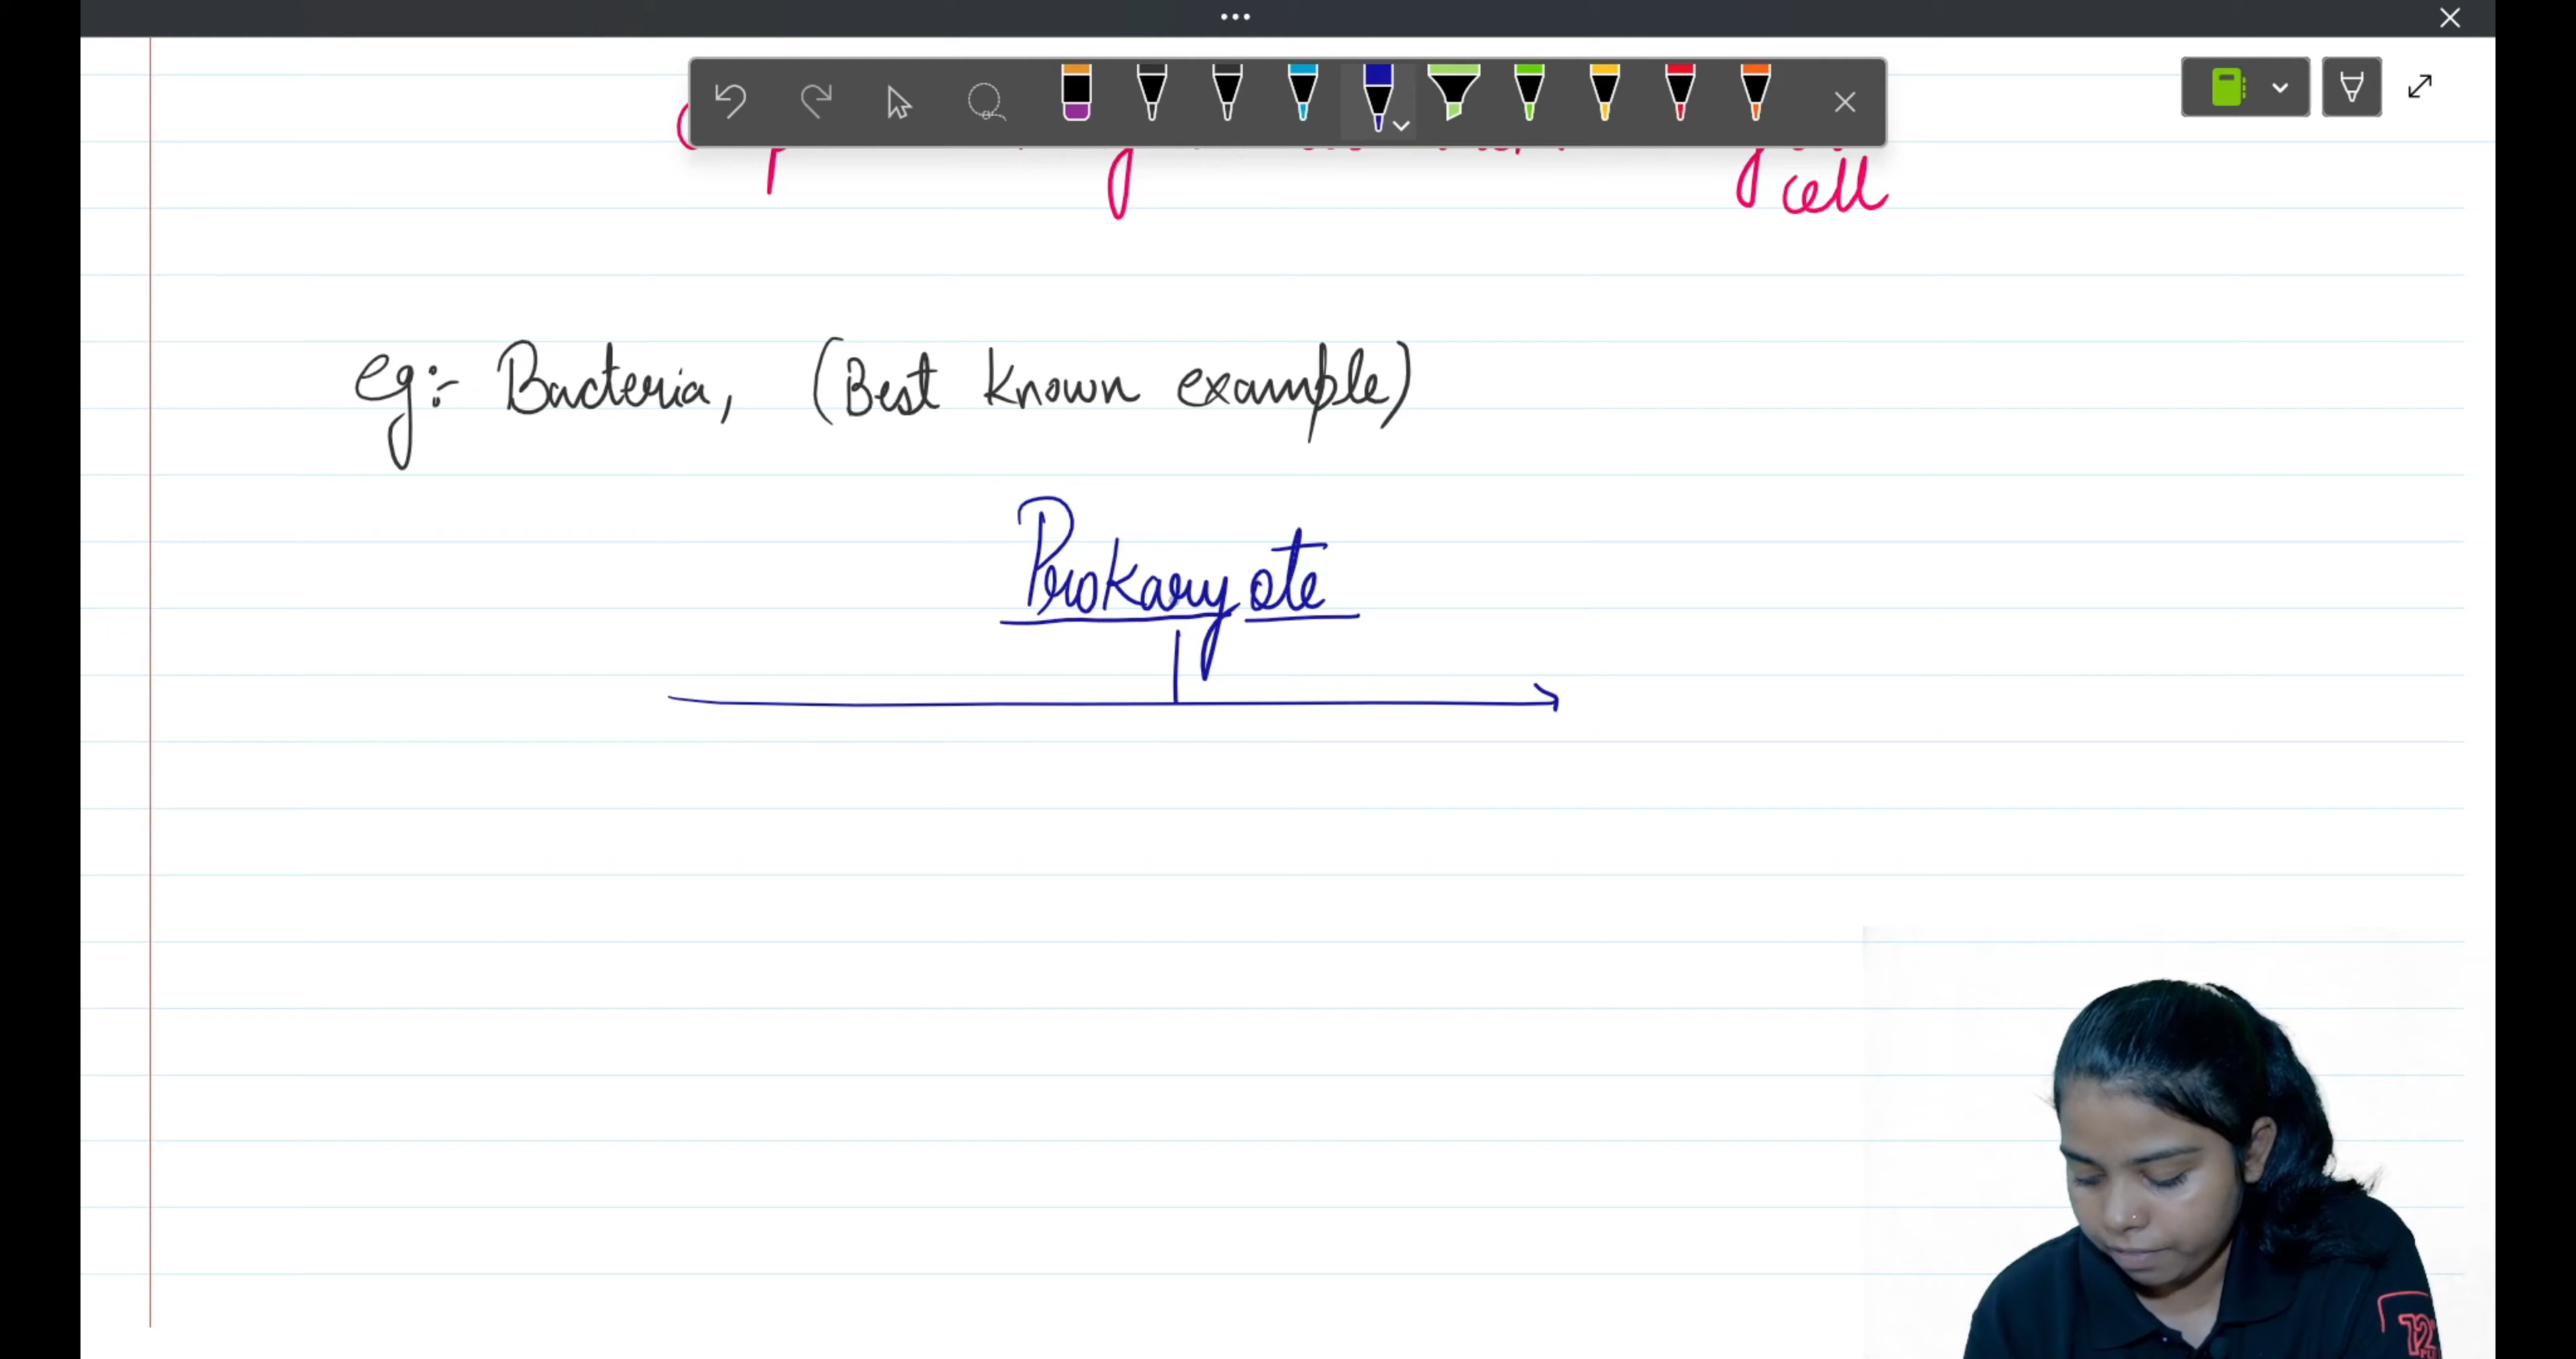 cell
eg:- Bacteria, (Best Known example)
Prokaryote